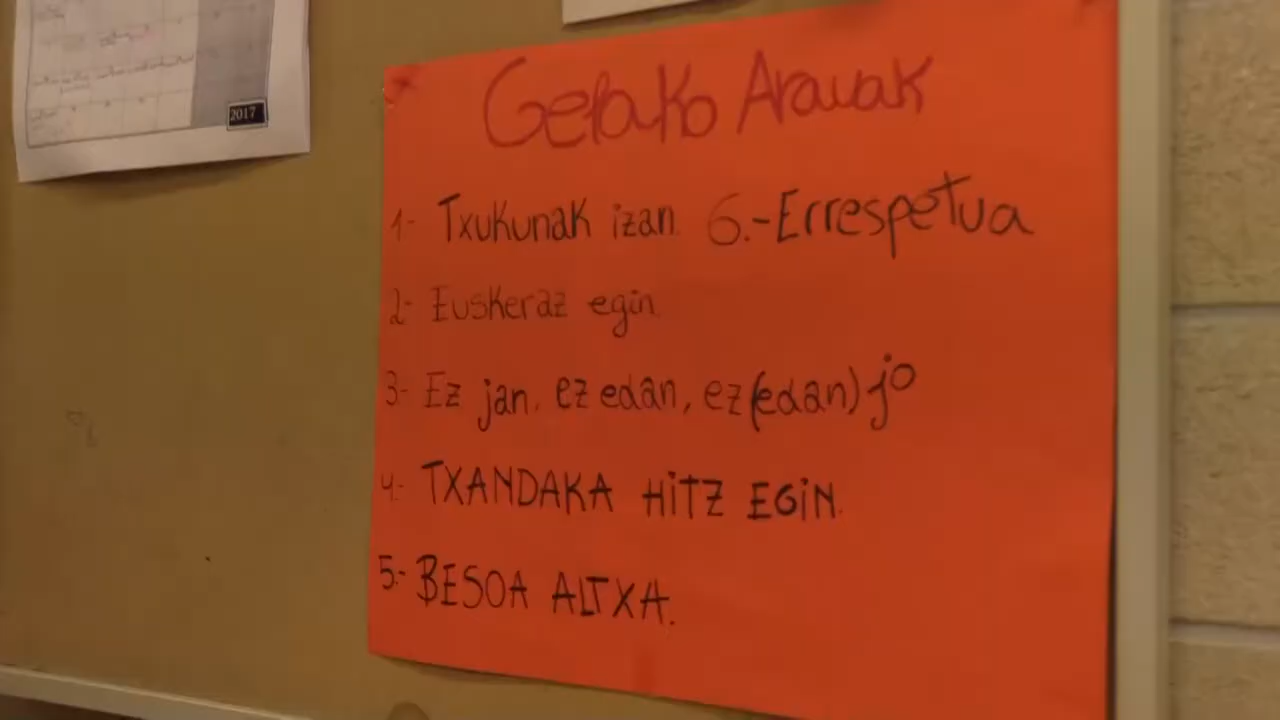 2017
Gelako Arauak
1- Txukunak izan. 6.-Errespetua
2- Euskeraz egin.
3- Ez jan, ez edan, ez (edan) jo
4.- TXANDAKA HiTZ EGiN.
5.- BESOA ALTXA.